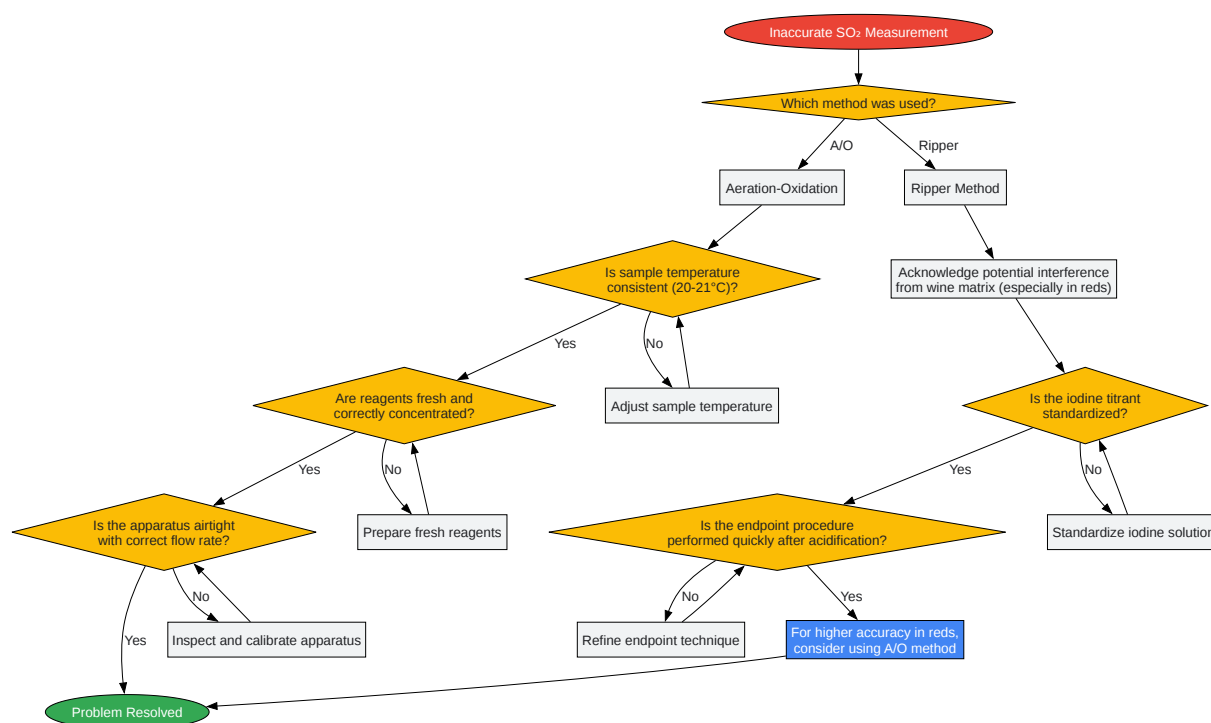 Inaccurate SO₂ Measurement
Which method was used?
A/O
Ripper
Aeration-Oxidation
Ripper Method
Is sample temperature
consistent (20-21°C)?
Acknowledge potential interference
from wine matrix (especially in reds)
Yes
No
Are reagents fresh and
correctly concentrated?
Adjust sample temperature
Is the iodine titrant
standardized?
Yes
No
Yes
No
Is the apparatus airtight
with correct flow rate?
Prepare fresh reagents
Is the endpoint procedure
performed quickly after acidification?
Standardize iodine solution
Yes
No
No
Yes
Inspect and calibrate apparatus
Refine endpoint technique
For higher accuracy in reds,
consider using A/O method
Problem Resolved